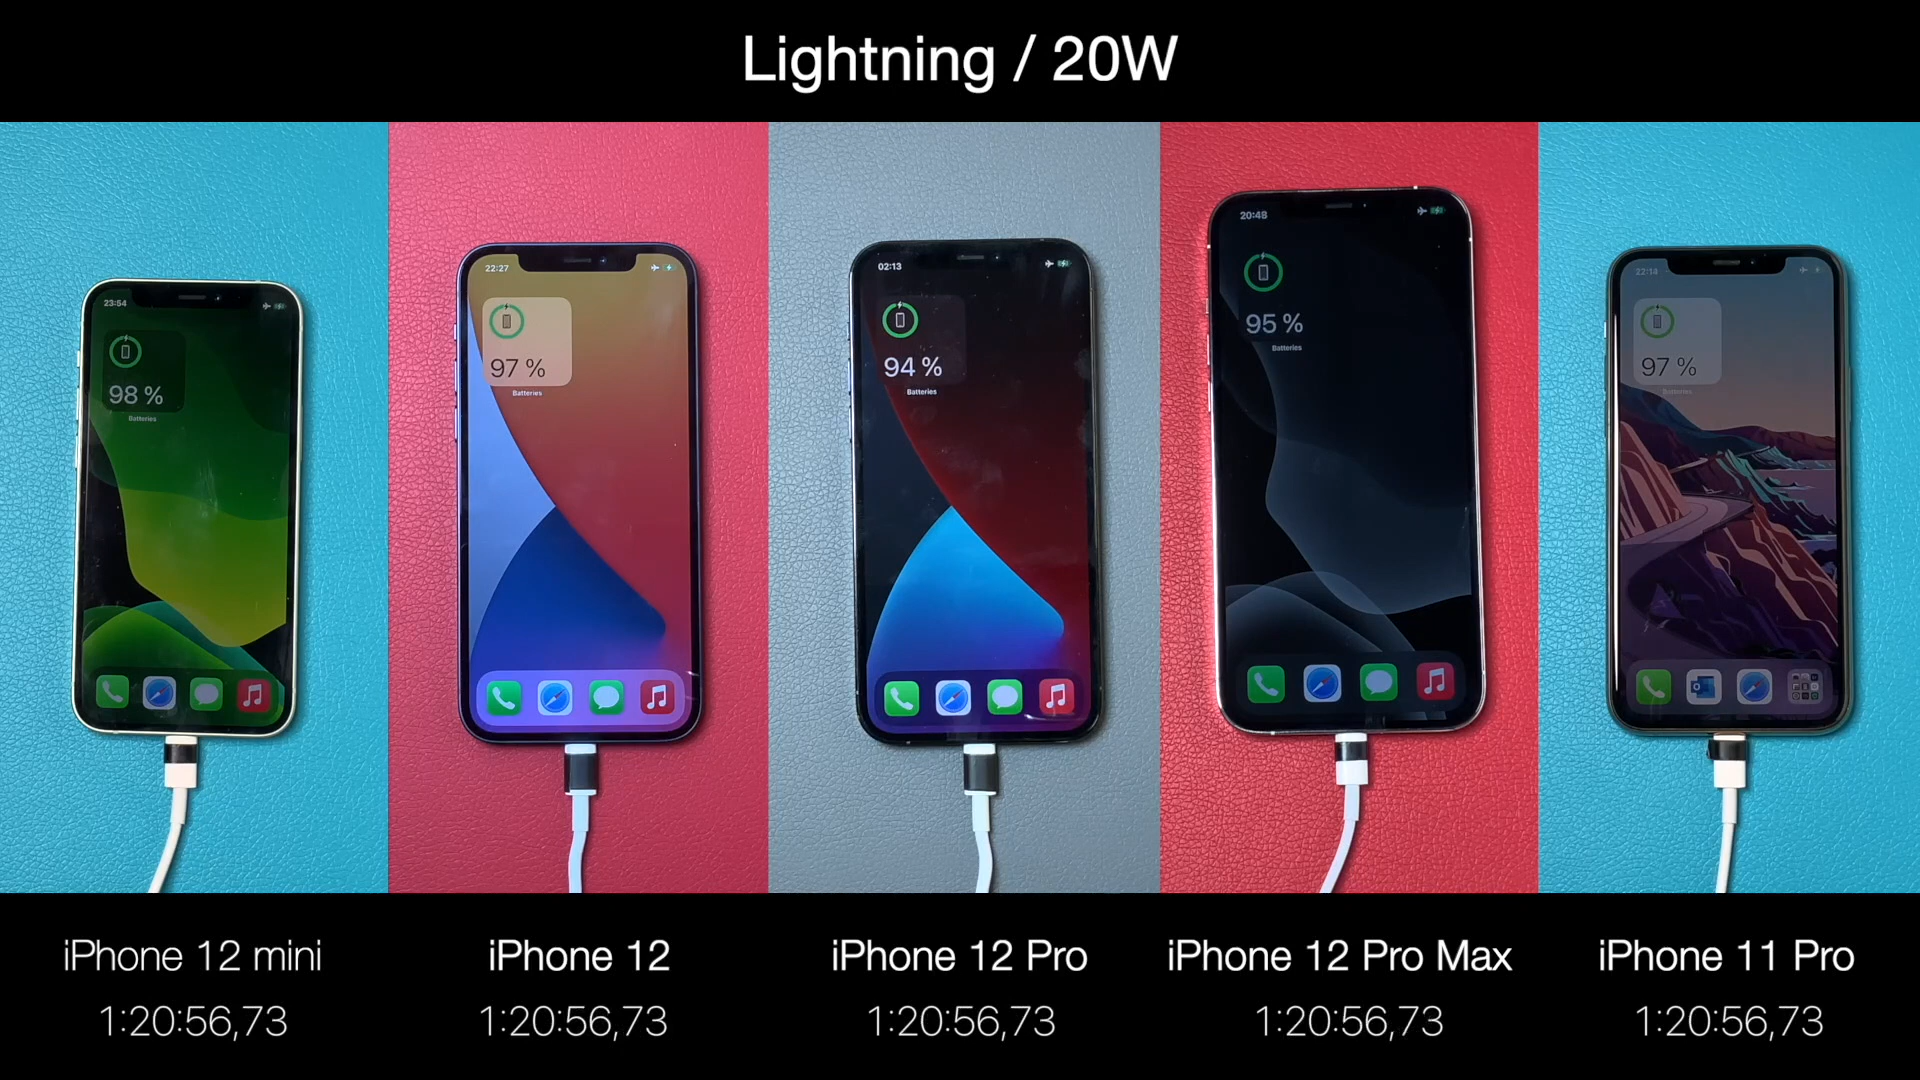 Lightning / 20W
23:54
98 %
Batteries
22:27
97 %
Batteries
02:13
94 %
Batteries
20:48
95 %
Batteries
22:18
97 %
Batteries
iPhone 12 mini
1:20:56,73
iPhone 12
1:20:56,73
iPhone 12 Pro
1:20:56,73
iPhone 12 Pro Max
1:20:56,73
iPhone 11 Pro
1:20:56,73